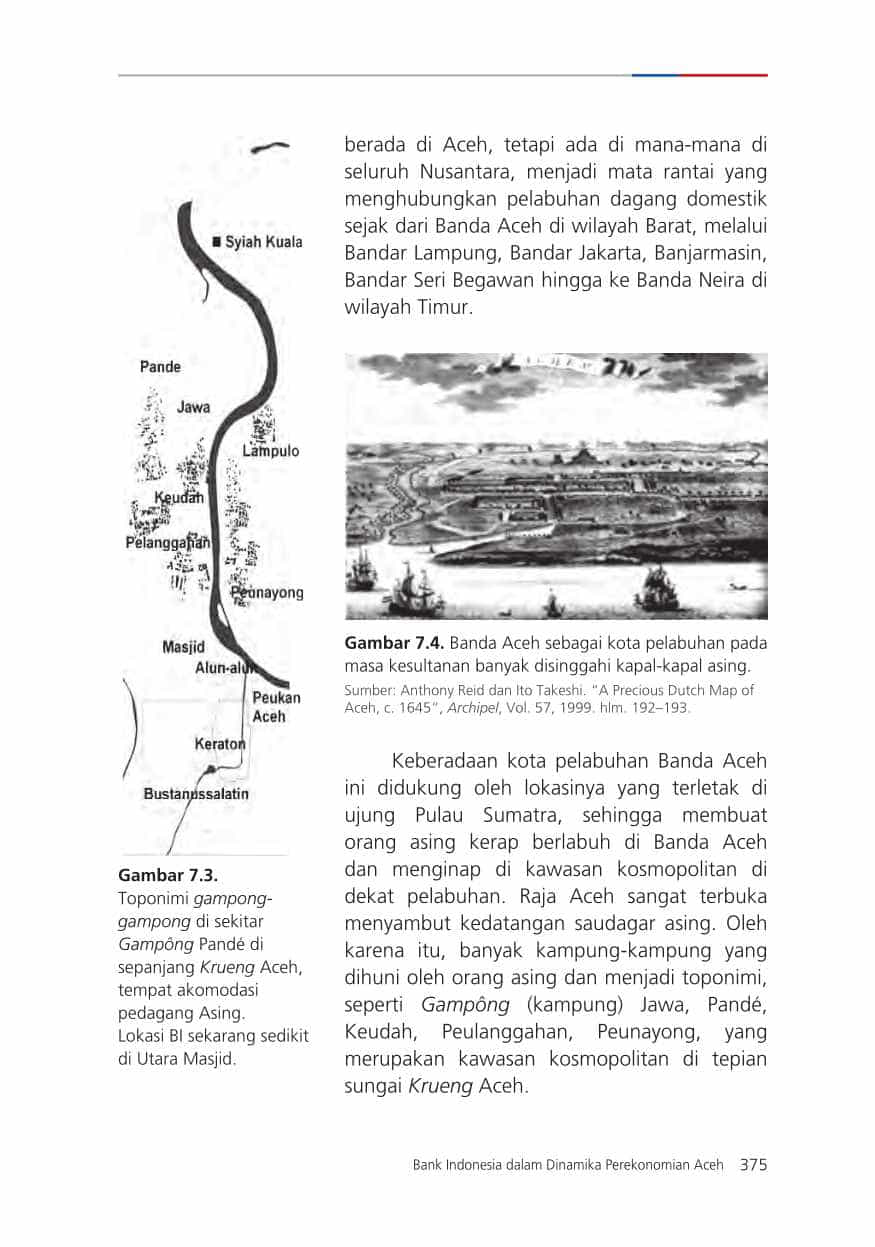 Syiah Kuala
Pande
Jawa
Lampulo
Keudah
Pelanggahan
Peunayong
Masjid
Alun-alun
Peukan
Aceh
Keraton
Bustanussalatin
Gambar 7.3.
Toponimi gampong-
gampong di sekitar
Gampông Pandé di
sepanjang Krueng Aceh,
tempat akomodasi
pedagang Asing.
Lokasi BI sekarang sedikit
di Utara Masjid.
berada di Aceh, tetapi ada di mana-mana di
seluruh Nusantara, menjadi mata rantai yang
menghubungkan pelabuhan dagang domestik
sejak dari Banda Aceh di wilayah Barat, melalui
Bandar Lampung, Bandar Jakarta, Banjarmasin,
Bandar Seri Begawan hingga ke Banda Neira di
wilayah Timur.
Gambar 7.4. Banda Aceh sebagai kota pelabuhan pada
masa kesultanan banyak disinggahi kapal-kapal asing.
Sumber: Anthony Reid dan Ito Takeshi. “A Precious Dutch Map of
Aceh, c. 1645”, Archipel, Vol. 57, 1999. hlm. 192–193.
Keberadaan kota pelabuhan Banda Aceh
ini didukung oleh lokasinya yang terletak di
ujung Pulau Sumatra, sehingga membuat
orang asing kerap berlabuh di Banda Aceh
dan menginap di kawasan kosmopolitan di
dekat pelabuhan. Raja Aceh sangat terbuka
menyambut kedatangan saudagar asing. Oleh
karena itu, banyak kampung-kampung yang
dihuni oleh orang asing dan menjadi toponimi,
seperti Gampông (kampung) Jawa, Pandé,
Keudah, Peulanggahan, Peunayong, yang
merupakan kawasan kosmopolitan di tepian
sungai Krueng Aceh.
Bank Indonesia dalam Dinamika Perekonomian Aceh 375